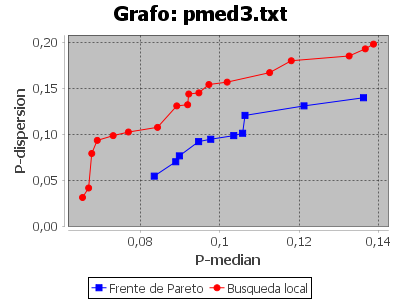 Grafo: pmed3.txt
P-dispersion
0,20
0,15
0,10
0,05
0,00
0,08 0,1 0,12 0,14
P-median
Frente de Pareto Busqueda local